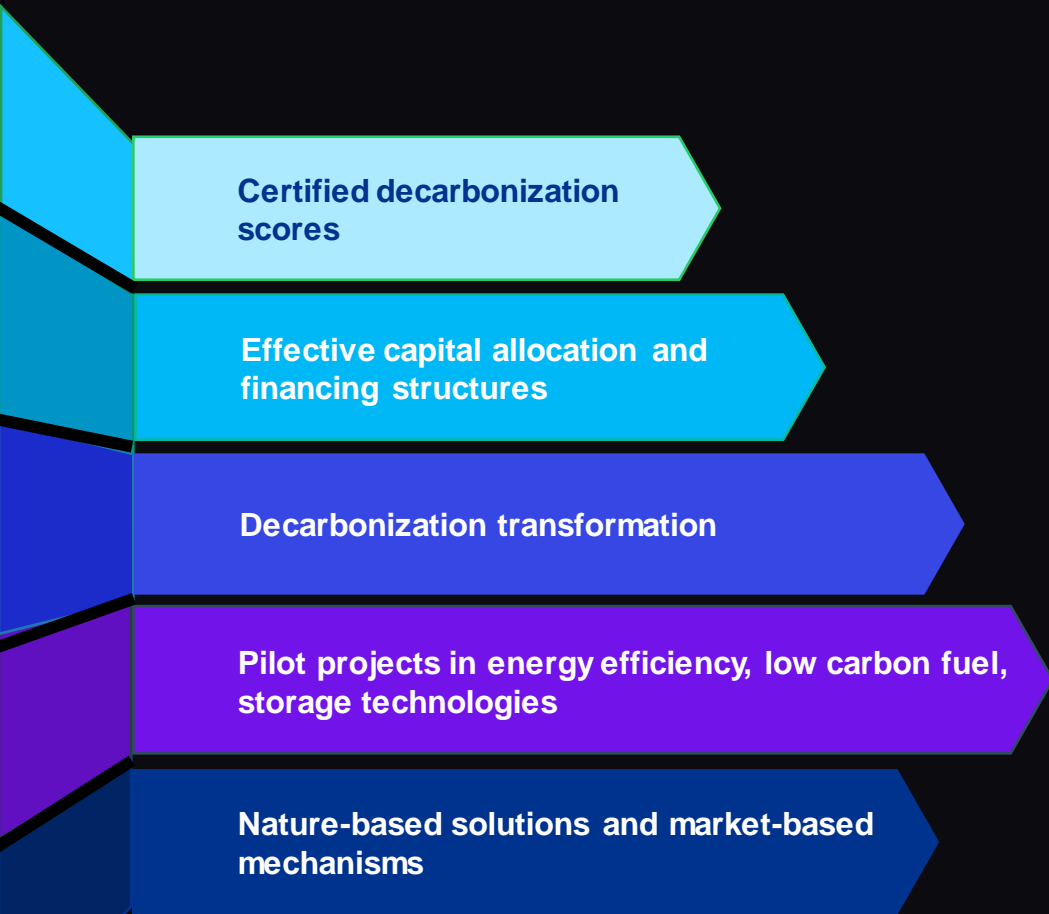 Certified decarbonization
scores
Effective capital allocation and
financing structures
Decarbonization transformation
Pilot projects in energy efficiency, low carbon fuel,
storage technologies
Nature-based solutions and market-based
mechanisms